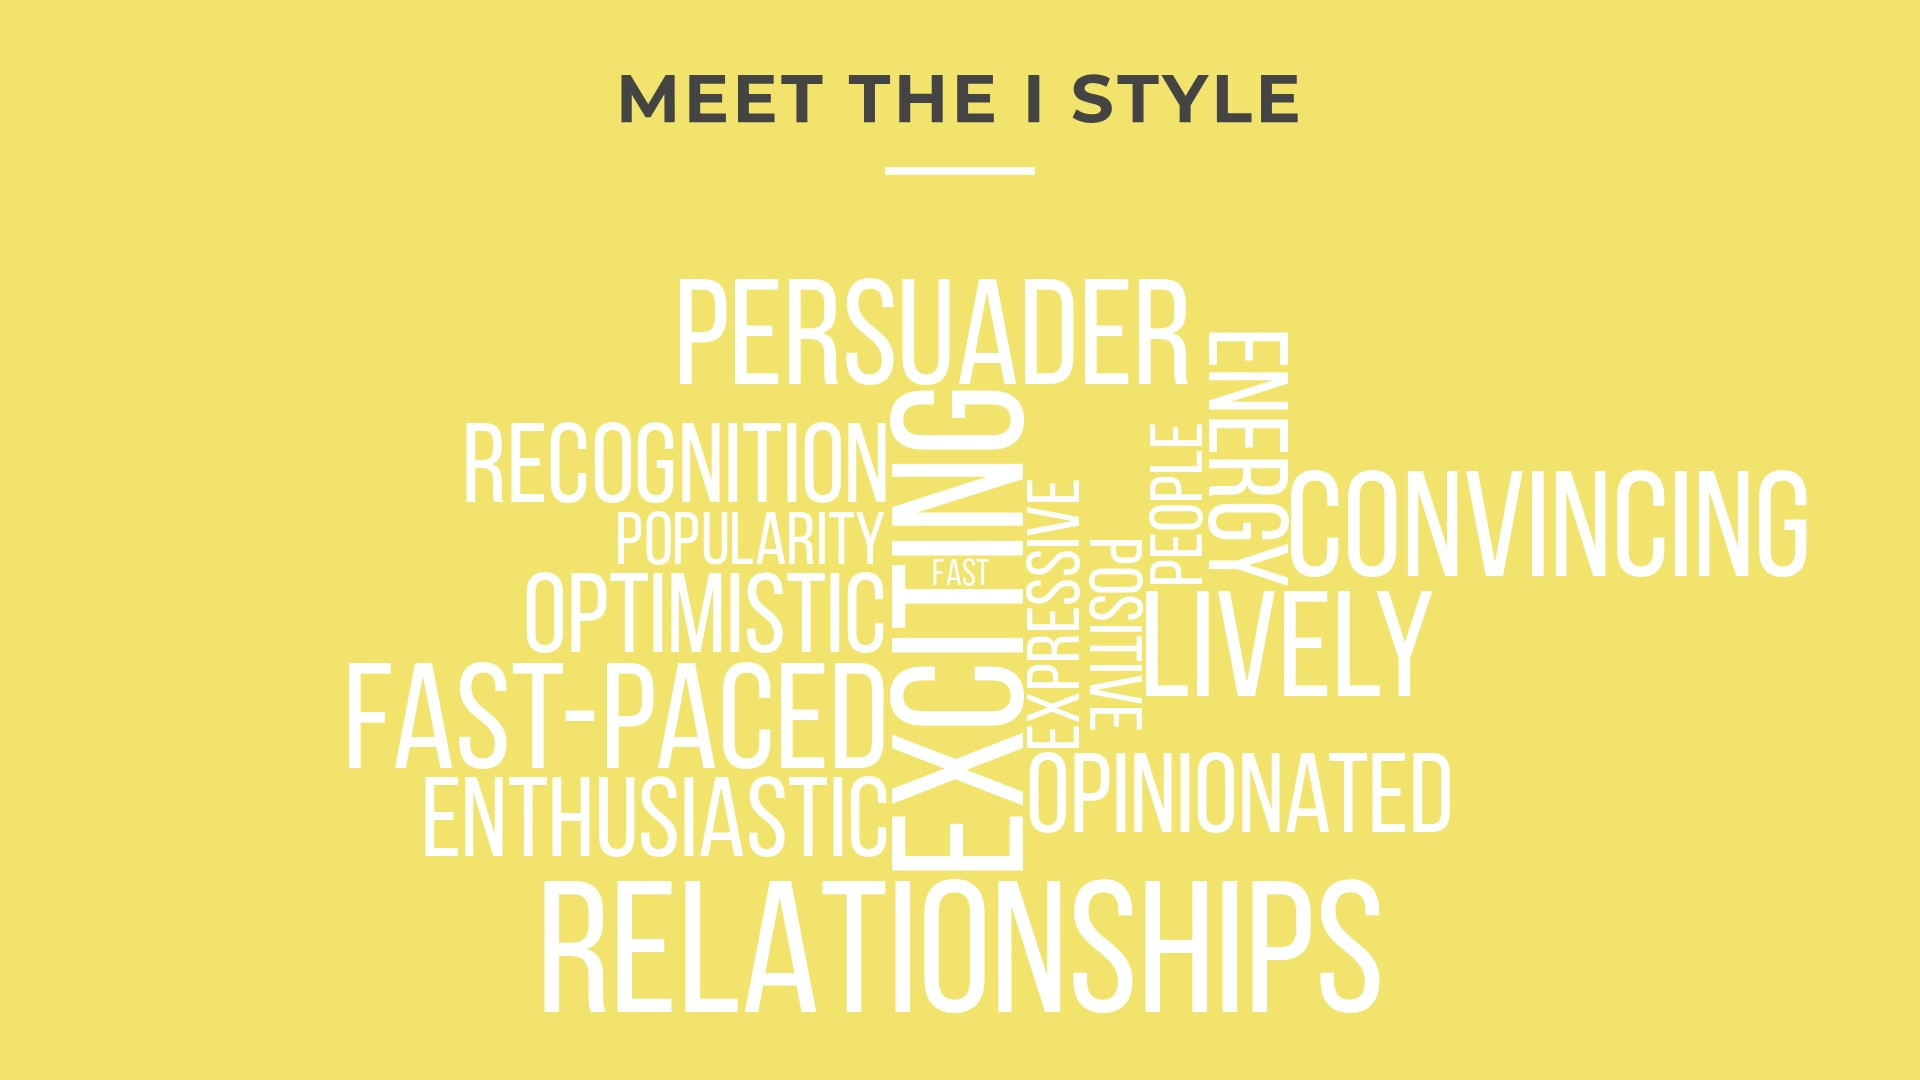 MEET THE I STYLE
PERSUADER
ENERGY
RECOGNITION
EXCITING
PEOPLE
CONVINCING
EXPRESSIVE
POPULARITY
POSITIVE
FAST
OPTIMISTIC
LIVELY
FAST-PACED
OPINIONATED
ENTHUSIASTIC
RELATIONSHIPS